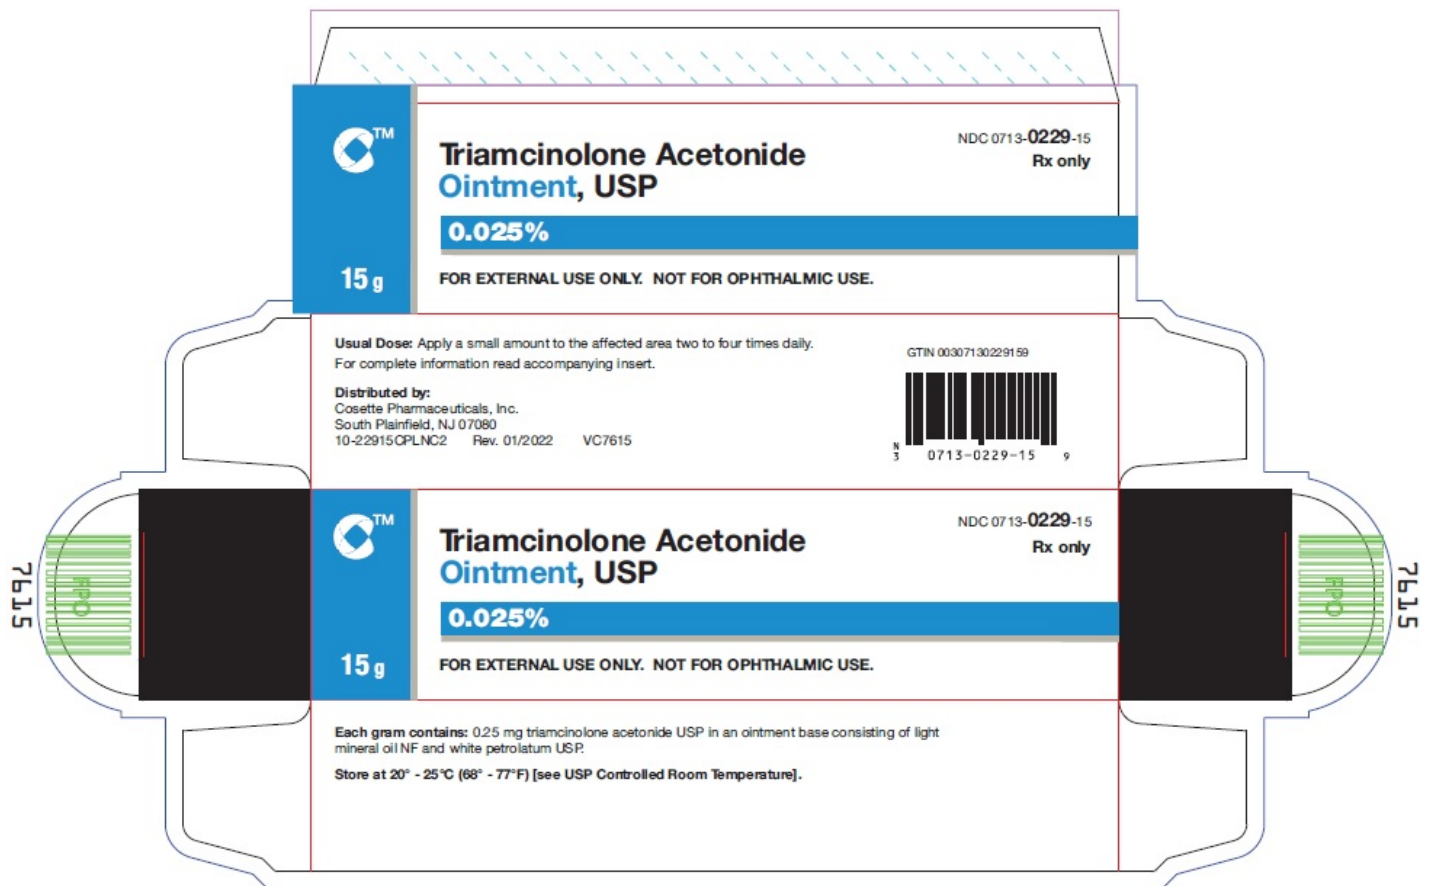 TM
Triamcinolone Acetonide
Ointment, USP
NDC 0713-0229-15
Rx only
0.025%
15 g
FOR EXTERNAL USE ONLY. NOT FOR OPHTHALMIC USE.
Usual Dose: Apply a small amount to the affected area two to four times daily.
For complete information read accompanying insert.
Distributed by:
Cosette Pharmaceuticals, Inc.
South Plainfield, NJ 07080
10-22915CPLNC2 Rev. 01/2022 VC7615
GTIN 00307130229159
N
3 0713-0229-15 9
TM
Triamcinolone Acetonide
Ointment, USP
NDC 0713-0229-15
Rx only
0.025%
15 g
FOR EXTERNAL USE ONLY. NOT FOR OPHTHALMIC USE.
7615
FPO
FPO
7615
Each gram contains: 0.25 mg triamcinolone acetonide USP in an ointment base consisting of light
mineral oil NF and white petrolatum USP.
Store at 20° - 25°C (68° - 77°F) [see USP Controlled Room Temperature].